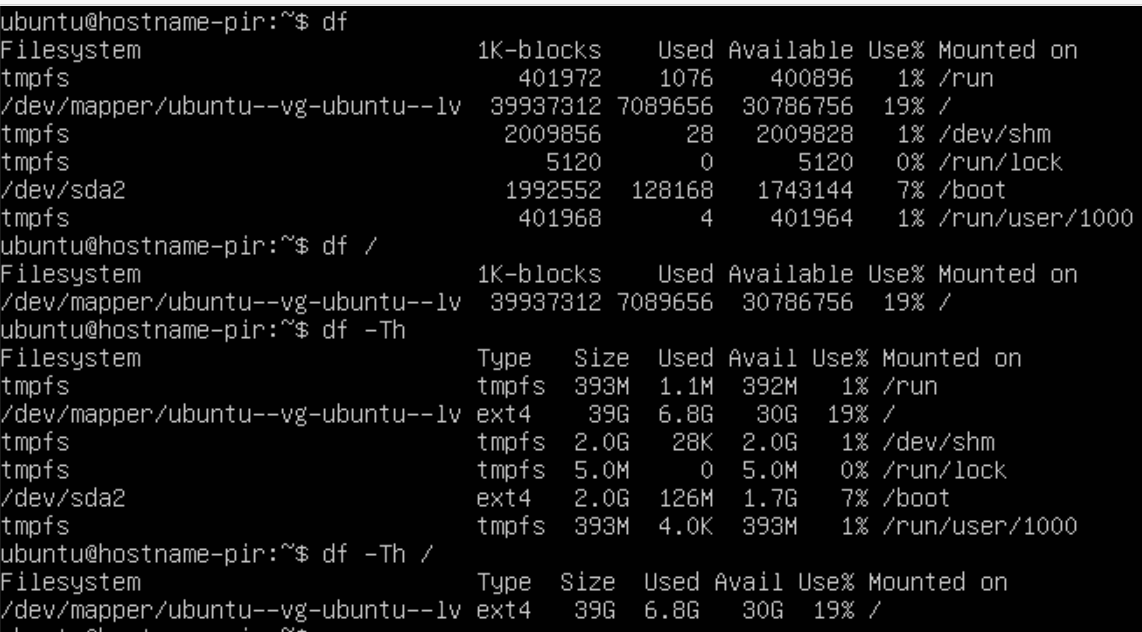 ubuntu@hostname-pir:~$ df
Filesystem                        1K-blocks    Used Available Use% Mounted on
tmpfs                                401972    1076    400896   1% /run
/dev/mapper/ubuntu--vg-ubuntu--lv  39937312 7089656  30786756  19% /
tmpfs                               2009856      28   2009828   1% /dev/shm
tmpfs                                  5120       0      5120   0% /run/lock
/dev/sda2                           1992552  128168   1743144   7% /boot
tmpfs                                401968       4    401964   1% /run/user/1000
ubuntu@hostname-pir:~$ df /
Filesystem                        1K-blocks    Used Available Use% Mounted on
/dev/mapper/ubuntu--vg-ubuntu--lv  39937312 7089656  30786756  19% /
ubuntu@hostname-pir:~$ df -Th
Filesystem                        Type   Size  Used Avail Use% Mounted on
tmpfs                             tmpfs  393M  1.1M  392M   1% /run
/dev/mapper/ubuntu--vg-ubuntu--lv ext4    39G  6.8G   30G  19% /
tmpfs                             tmpfs  2.0G   28K  2.0G   1% /dev/shm
tmpfs                             tmpfs  5.0M     0  5.0M   0% /run/lock
/dev/sda2                         ext4   2.0G  126M  1.7G   7% /boot
tmpfs                             tmpfs  393M  4.0K  393M   1% /run/user/1000
ubuntu@hostname-pir:~$ df -Th /
Filesystem                        Type  Size  Used Avail Use% Mounted on
/dev/mapper/ubuntu--vg-ubuntu--lv ext4   39G  6.8G   30G  19% /